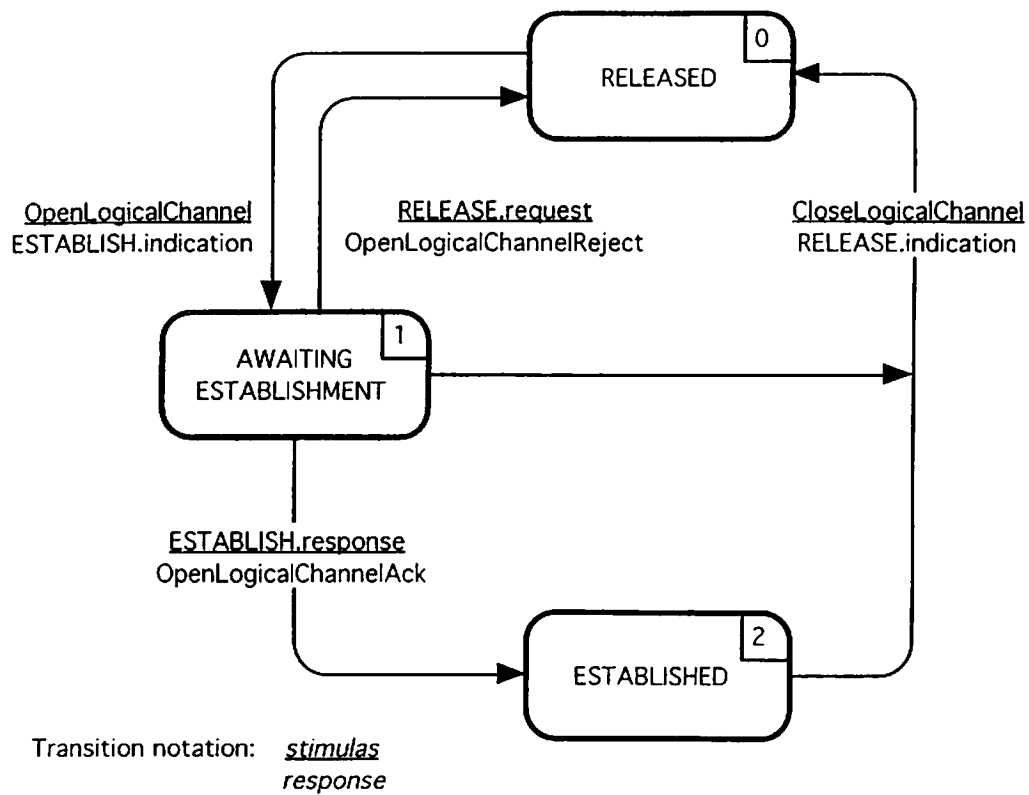 0
RELEASED
OpenLogicalChannel
ESTABLISH.indication
RELEASE.request
OpenLogicalChannelReject
CloseLogicalChannel
RELEASE.indication
1
AWAITING
ESTABLISHMENT
ESTABLISH.response
OpenLogicalChannelAck
2
ESTABLISHED
Transition notation: stimulas
response